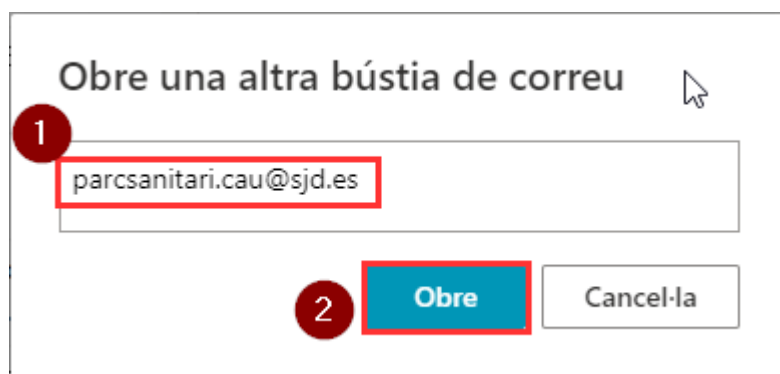 Obre una altra bústia de correu
1
parcsanitari.cau@sjd.es
2
Obre
Cancel·la